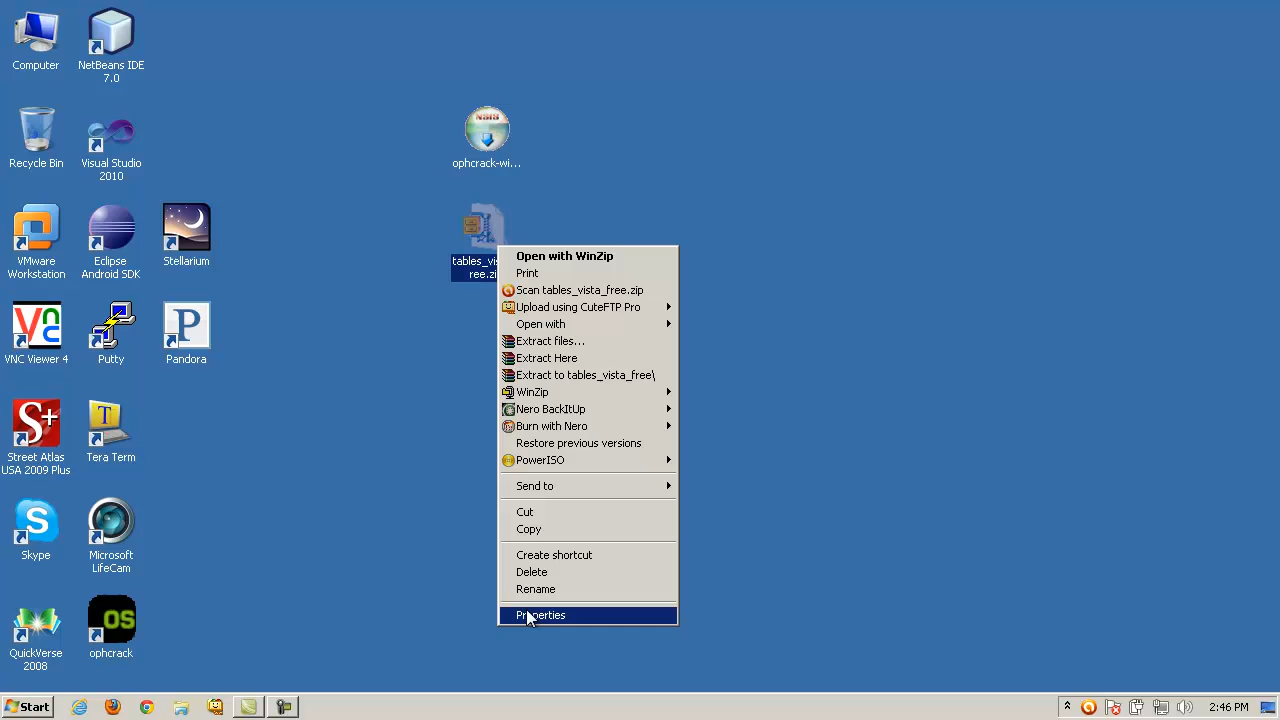 Computer
NetBeans IDE
7.0
Recycle Bin
Visual Studio
2010
VMware
Workstation
Eclipse
Android SDK
Stellarium
VNC Viewer 4
Putty
Pandora
Street Atlas
USA 2009 Plus
Tera Term
Skype
Microsoft
LifeCam
QuickVerse
2008
OS
ophcrack
NSIS
ophcrack-wi...
tables_vis
ree.zi
Open with WinZip
Print
Scan tables_vista_free.zip
Upload using CuteFTP Pro
Open with
Extract files...
Extract Here
Extract to tables_vista_free\
WinZip
Nero BackItUp
Burn with Nero
Restore previous versions
PowerISO
Send to
Cut
Copy
Create shortcut
Delete
Rename
Properties
Start
2:46 PM